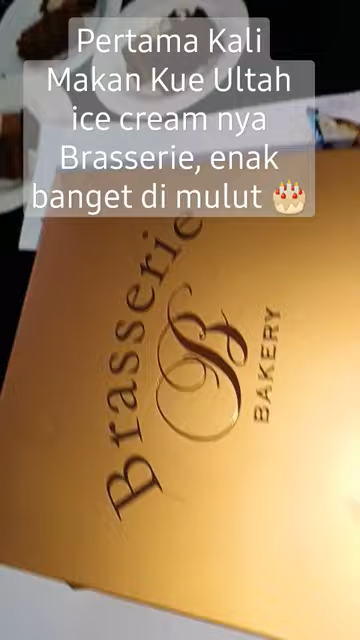 Pertama Kali
Makan Kue Ultah
ice cream nya
Brasserie, enak
banget di mulut 🎂
Brasserie
B
BAKERY